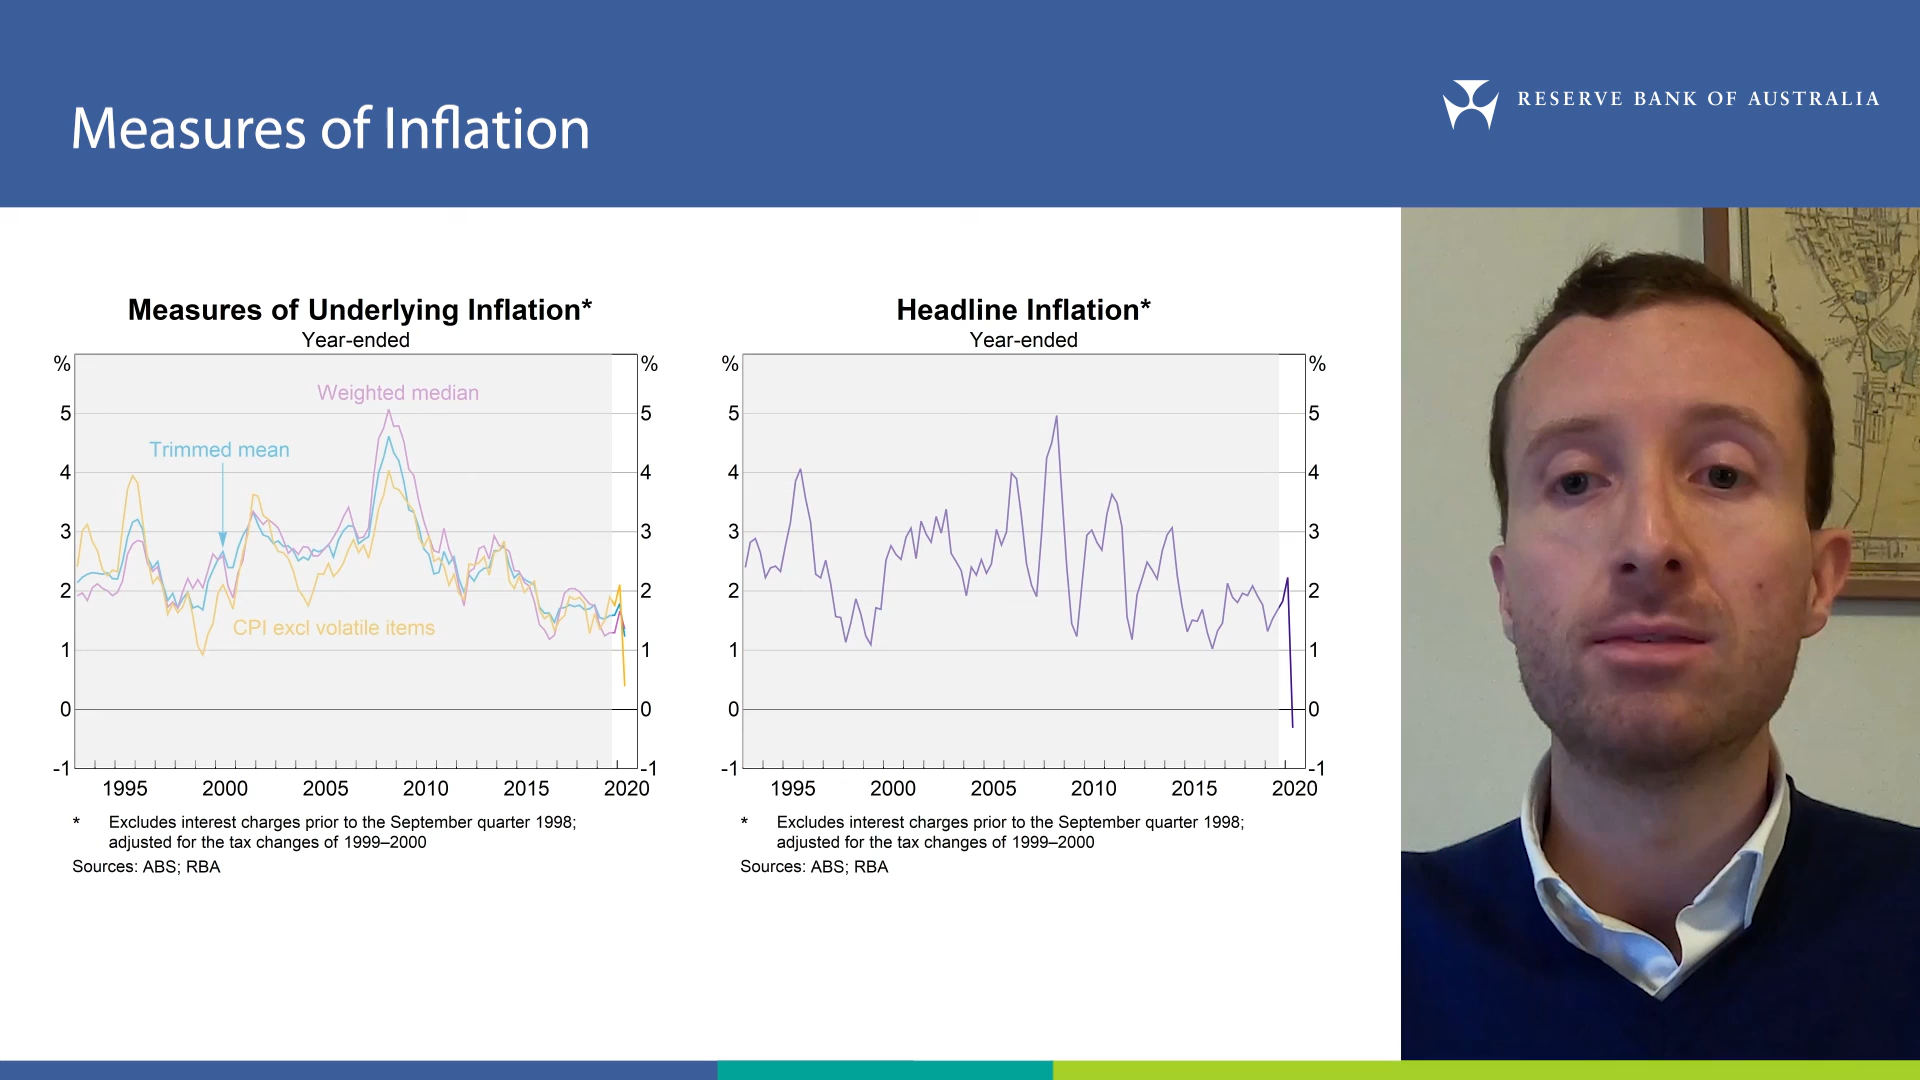 Measures of Inflation
RESERVE BANK OF AUSTRALIA
Measures of Underlying Inflation*
Year-ended
% %
Weighted median
Trimmed mean
CPI excl volatile items
5 5
4 4
3 3
2 2
1 1
0 0
-1 -1
1995 2000 2005 2010 2015 2020
* Excludes interest charges prior to the September quarter 1998;
adjusted for the tax changes of 1999–2000
Sources: ABS; RBA
Headline Inflation*
Year-ended
% %
5 5
4 4
3 3
2 2
1 1
0 0
-1 -1
1995 2000 2005 2010 2015 2020
* Excludes interest charges prior to the September quarter 1998;
adjusted for the tax changes of 1999–2000
Sources: ABS; RBA